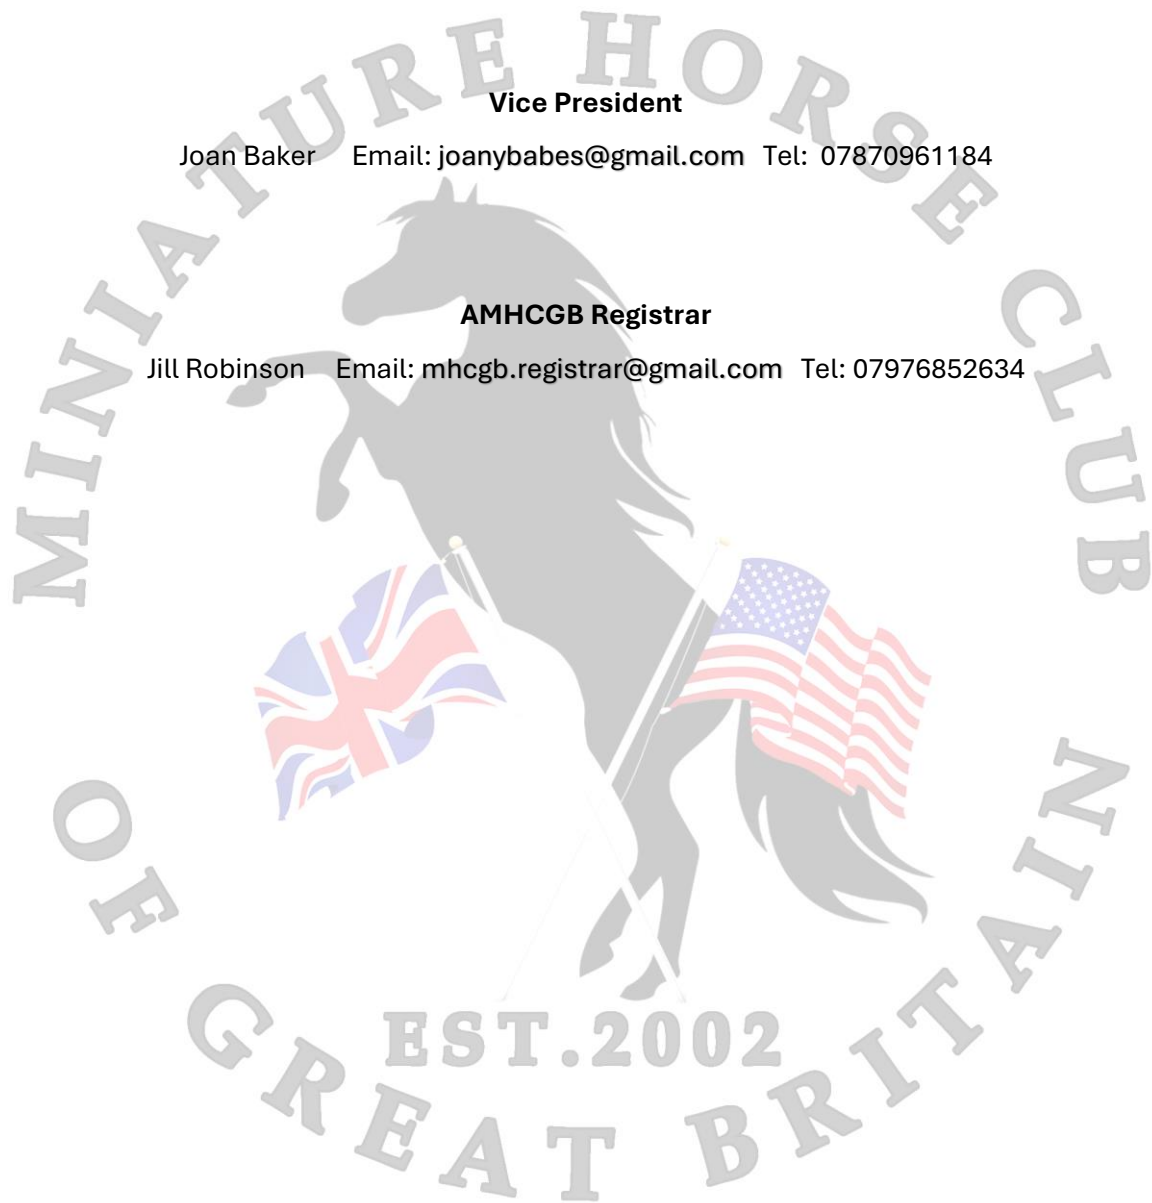 MINIATURE HORSE CLUB
Vice President
Joan Baker Email: joanybabes@gmail.com Tel: 07870961184
AMHCGB Registrar
Jill Robinson Email: mhcgb.registrar@gmail.com Tel: 07976852634
EST.2002
OF GREAT BRITAIN